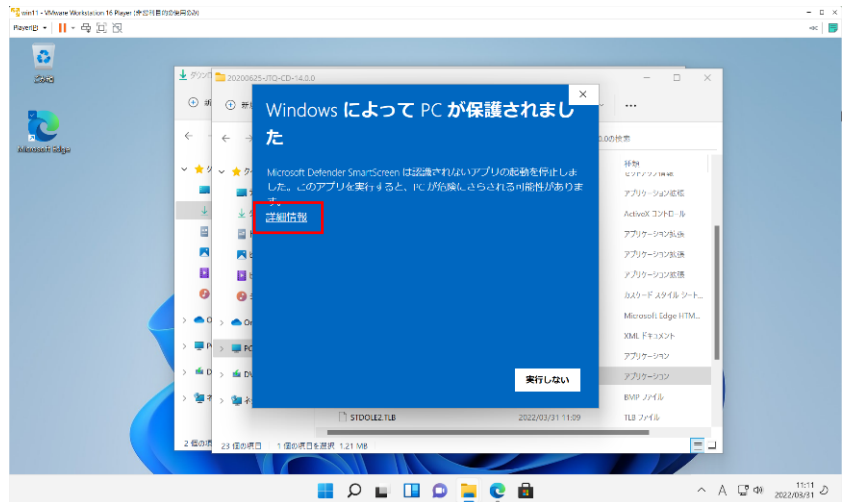 win11 - VMware Workstation 16 Player (非営利目的の使用のみ)
Player(P)
ごみ箱
Microsoft Edge
20200625-JTQ-CD-14.0.0
Windows によって PC が保護されまし
た
Microsoft Defender SmartScreen は認識されないアプリの起動を停止しま
した。このアプリを実行すると、PC が危険にさらされる可能性がありま
す。
詳細情報
実行しない
.0.0の検索
種類
アプリケーション拡張
ActiveX コントロール
アプリケーション拡張
アプリケーション拡張
アプリケーション拡張
カスケード スタイル シート...
Microsoft Edge HTM...
XML ドキュメント
アプリケーション
アプリケーション
BMP ファイル
STDOLE2.TLB
2022/03/31 11:09
TLB ファイル
2 個の項
23 個の項目
1 個の項目を選択 1.21 MB
A
11:11
2022/03/31